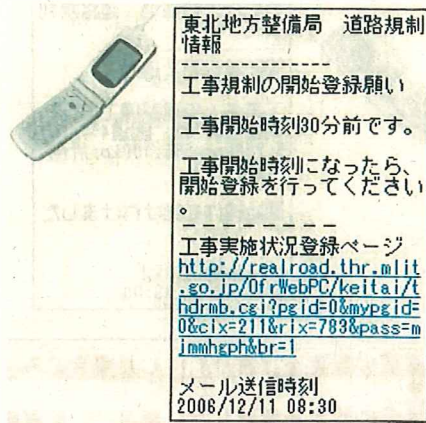 東北地方整備局　道路規制
情報
---------------
工事規制の開始登録願い

工事開始時刻30分前です。

工事開始時刻になったら、
開始登録を行ってください
。
－－－－－－－－
工事実施状況登録ページ
http://realroad.thr.mlit
.go.jp/OfrWebPC/keitai/t
hdrmb.cgi?pgid=0&mypgid=
0&cix=211&rix=783&pass=m
jmmhgph&br=1

メール送信時刻
2006/12/11 08:30